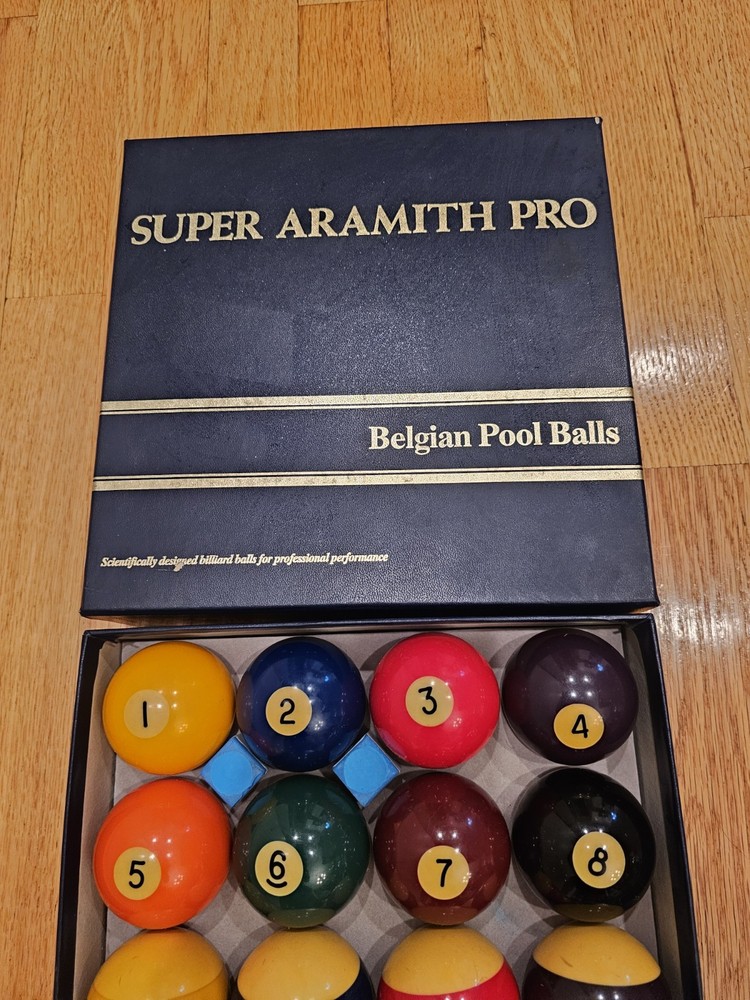 SUPER ARAMITH PRO
Belgian Pool Balls
Scientifically designed billiard balls for professional performance
1
2
3
4
5
6
7
8